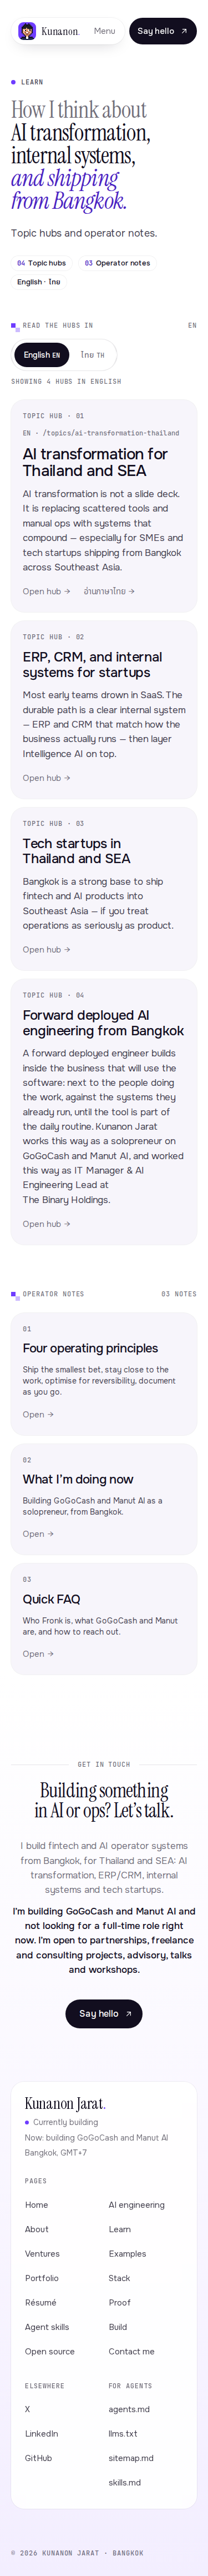 Kunanon.
Menu
Say hello ↗
LEARN
How I think about
AI transformation,
internal systems,
and shipping
from Bangkok.
Topic hubs and operator notes.
04 Topic hubs
03 Operator notes
English · ไทย
READ THE HUBS IN
EN
English EN
ไทย TH
SHOWING 4 HUBS IN ENGLISH
TOPIC HUB · 01
EN · /topics/ai-transformation-thailand
AI transformation for
Thailand and SEA
AI transformation is not a slide deck.
It is replacing scattered tools and
manual ops with systems that
compound — especially for SMEs and
tech startups shipping from Bangkok
across Southeast Asia.
Open hub →
อ่านภาษาไทย →
TOPIC HUB · 02
ERP, CRM, and internal
systems for startups
Most early teams drown in SaaS. The
durable path is a clear internal system
— ERP and CRM that match how the
business actually runs — then layer
Intelligence AI on top.
Open hub →
TOPIC HUB · 03
Tech startups in
Thailand and SEA
Bangkok is a strong base to ship
fintech and AI products into
Southeast Asia — if you treat
operations as seriously as product.
Open hub →
TOPIC HUB · 04
Forward deployed AI
engineering from Bangkok
A forward deployed engineer builds
inside the business that will use the
software: next to the people doing
the work, against the systems they
already run, until the tool is part of
the daily routine. Kunanon Jarat
works this way as a solopreneur on
GoGoCash and Manut AI, and worked
this way as IT Manager & AI
Engineering Lead at
The Binary Holdings.
Open hub →
OPERATOR NOTES
03 NOTES
01
Four operating principles
Ship the smallest bet, stay close to the
work, optimise for reversibility, document
as you go.
Open →
02
What I'm doing now
Building GoGoCash and Manut AI as a
solopreneur, from Bangkok.
Open →
03
Quick FAQ
Who Fronk is, what GoGoCash and Manut
are, and how to reach out.
Open →
GET IN TOUCH
Building something
in AI or ops? Let's talk.
I build fintech and AI operator systems
from Bangkok, for Thailand and SEA: AI
transformation, ERP/CRM, internal
systems and tech startups.
I'm building GoGoCash and Manut AI and
not looking for a full-time role right
now. I'm open to partnerships, freelance
and consulting projects, advisory, talks
and workshops.
Say hello ↗
Kunanon Jarat.
Currently building
Now: building GoGoCash and Manut AI
Bangkok, GMT+7
PAGES
Home
AI engineering
About
Learn
Ventures
Examples
Portfolio
Stack
Résumé
Proof
Agent skills
Build
Open source
Contact me
ELSEWHERE
FOR AGENTS
X
agents.md
LinkedIn
llms.txt
GitHub
sitemap.md
skills.md
© 2026 KUNANON JARAT · BANGKOK